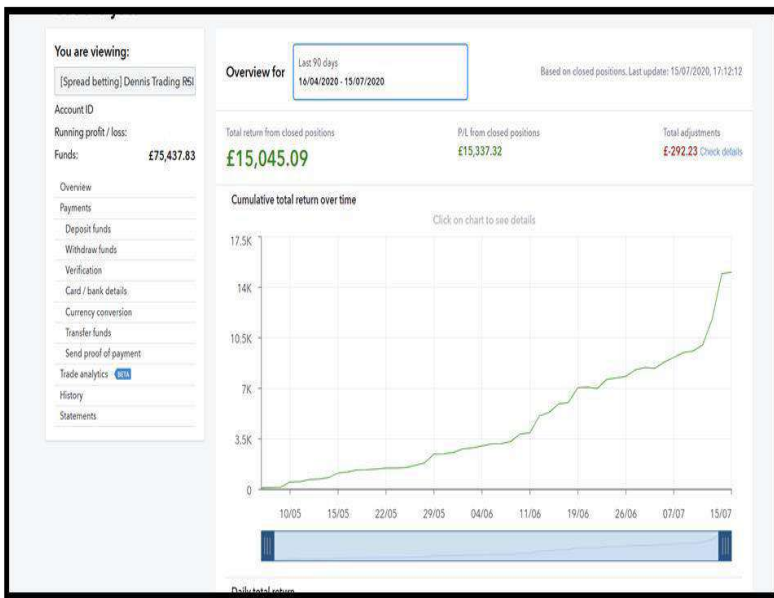 You are viewing:
[Spread betting] Dennis Trading RSI
Account ID
Running profit / loss:
Funds: £75,437.83
Overview
Payments
Deposit funds
Withdraw funds
Verification
Card / bank details
Currency conversion
Transfer funds
Send proof of payment
Trade analytics BETA
History
Statements
Overview for
Last 90 days
16/04/2020 - 15/07/2020
Based on closed positions. Last update: 15/07/2020, 17:12:12
Total return from closed positions
£15,045.09
P/L from closed positions
£15,337.32
Total adjustments
£-292.23 Check details
Cumulative total return over time
Click on chart to see details
17.5K
14K
10.5K
7K
3.5K
0
10/05 15/05 22/05 29/05 04/06 11/06 19/06 26/06 07/07 15/07
Daily total return